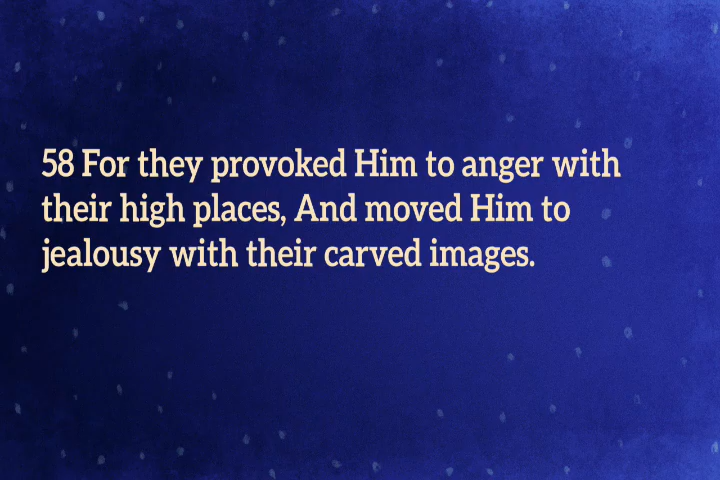 58 For they provoked Him to anger with
their high places, And moved Him to
jealousy with their carved images.